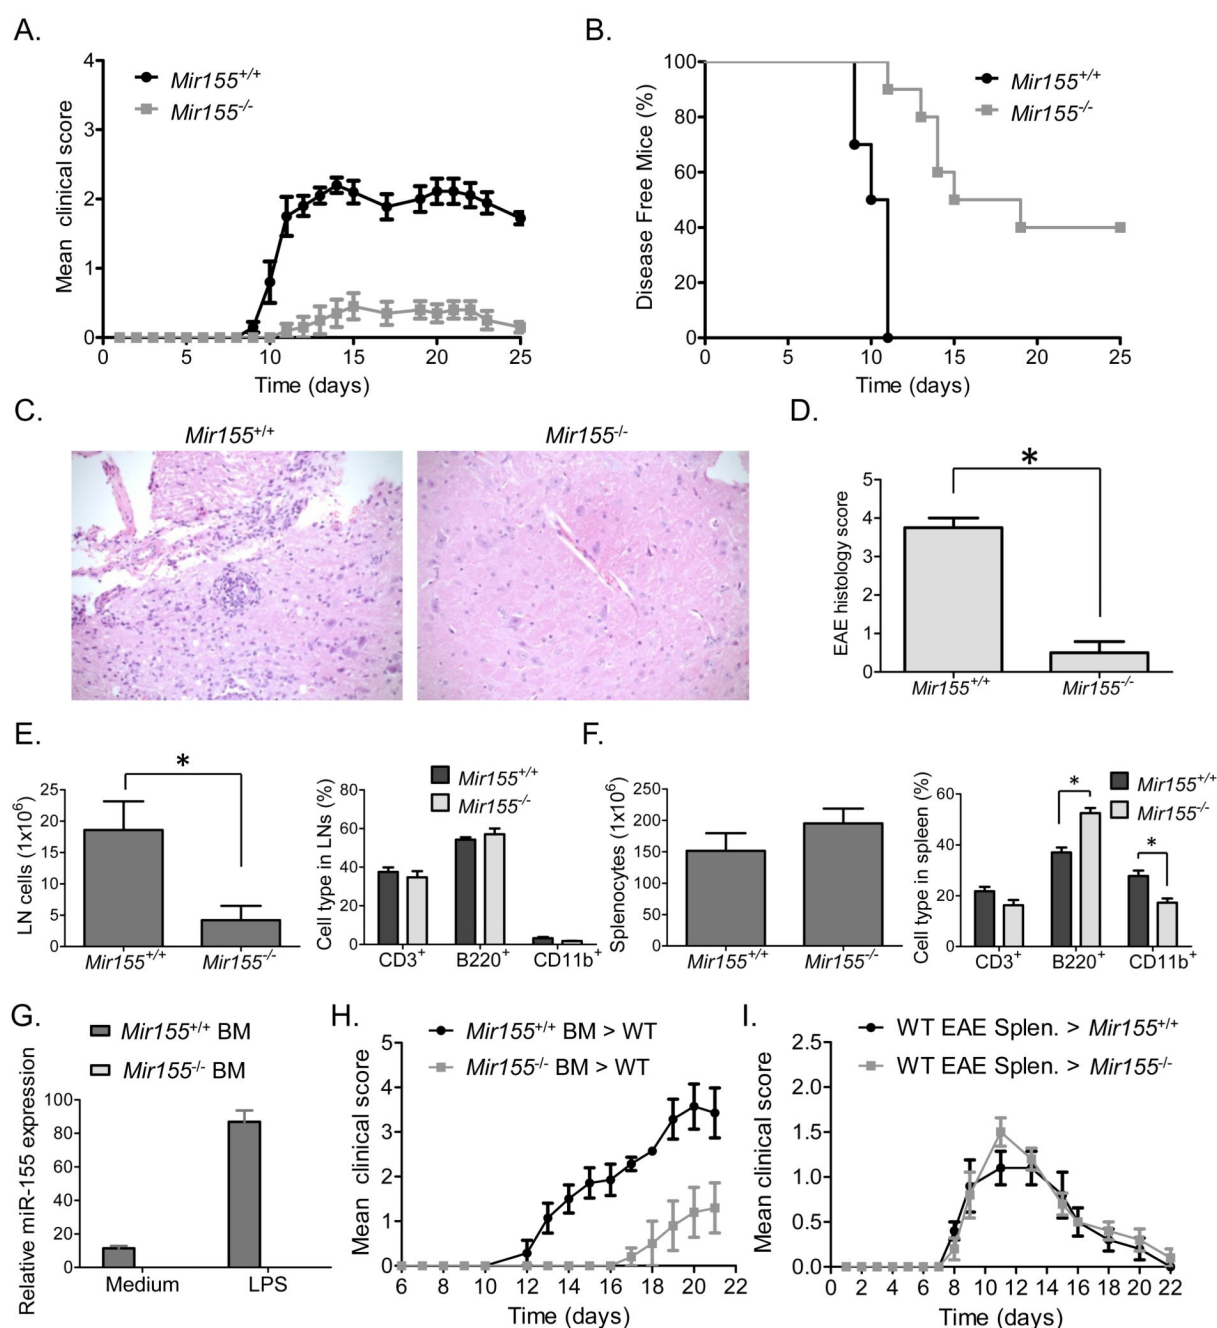 A.
Mir155+/+
Mir155-/-
Mean clinical score
4
3
2
1
0
0 5 10 15 20 25
Time (days)
B.
Mir155+/+
Mir155-/-
Disease Free Mice (%)
100
80
60
40
20
0
0 5 10 15 20 25
Time (days)
C.
Mir155+/+ Mir155-/-
D.
*
EAE histology score
5
4
3
2
1
0
Mir155+/+ Mir155-/-
E.
*
LN cells (1x10^6)
25
20
15
10
5
0
Mir155+/+ Mir155-/-
Mir155+/+
Mir155-/-
Cell type in LNs (%)
80
60
40
20
0
CD3+ B220+ CD11b+
F.
Splenocytes (1x10^6)
250
200
150
100
50
0
Mir155+/+ Mir155-/-
Mir155+/+
Mir155-/-
Cell type in spleen (%)
60
40
20
0
*
*
CD3+ B220+ CD11b+
G.
Mir155+/+ BM
Mir155-/- BM
Relative miR-155 expression
100
80
60
40
20
0
Medium LPS
H.
Mir155+/+ BM > WT
Mir155-/- BM > WT
Mean clinical score
5
4
3
2
1
0
6 8 10 12 14 16 18 20 22
Time (days)
I.
WT EAE Splen. > Mir155+/+
WT EAE Splen. > Mir155-/-
Mean clinical score
2.5
2.0
1.5
1.0
0.5
0.0
0 2 4 6 8 10 12 14 16 18 20 22
Time (days)